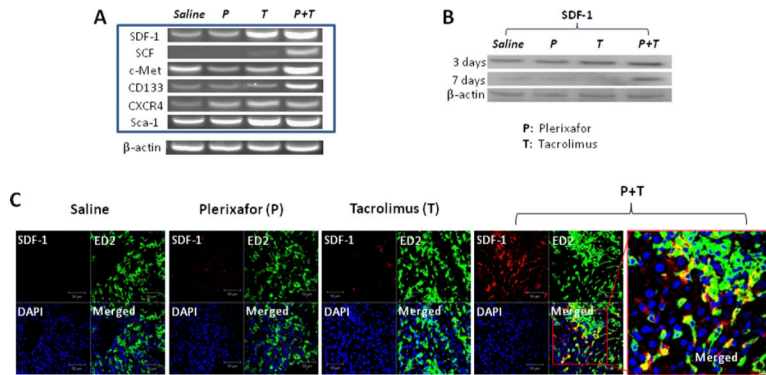 A
Saline P T P+T
SDF-1
SCF
c-Met
CD133
CXCR4
Sca-1
β-actin
B
SDF-1
Saline P T P+T
3 days
7 days
β-actin
P: Plerixafor
T: Tacrolimus
C
Saline Plerixafor (P) Tacrolimus (T) P+T
SDF-1 ED2 SDF-1 ED2 SDF-1 ED2 SDF-1 ED2
DAPI Merged DAPI Merged DAPI Merged DAPI Merged
Merged